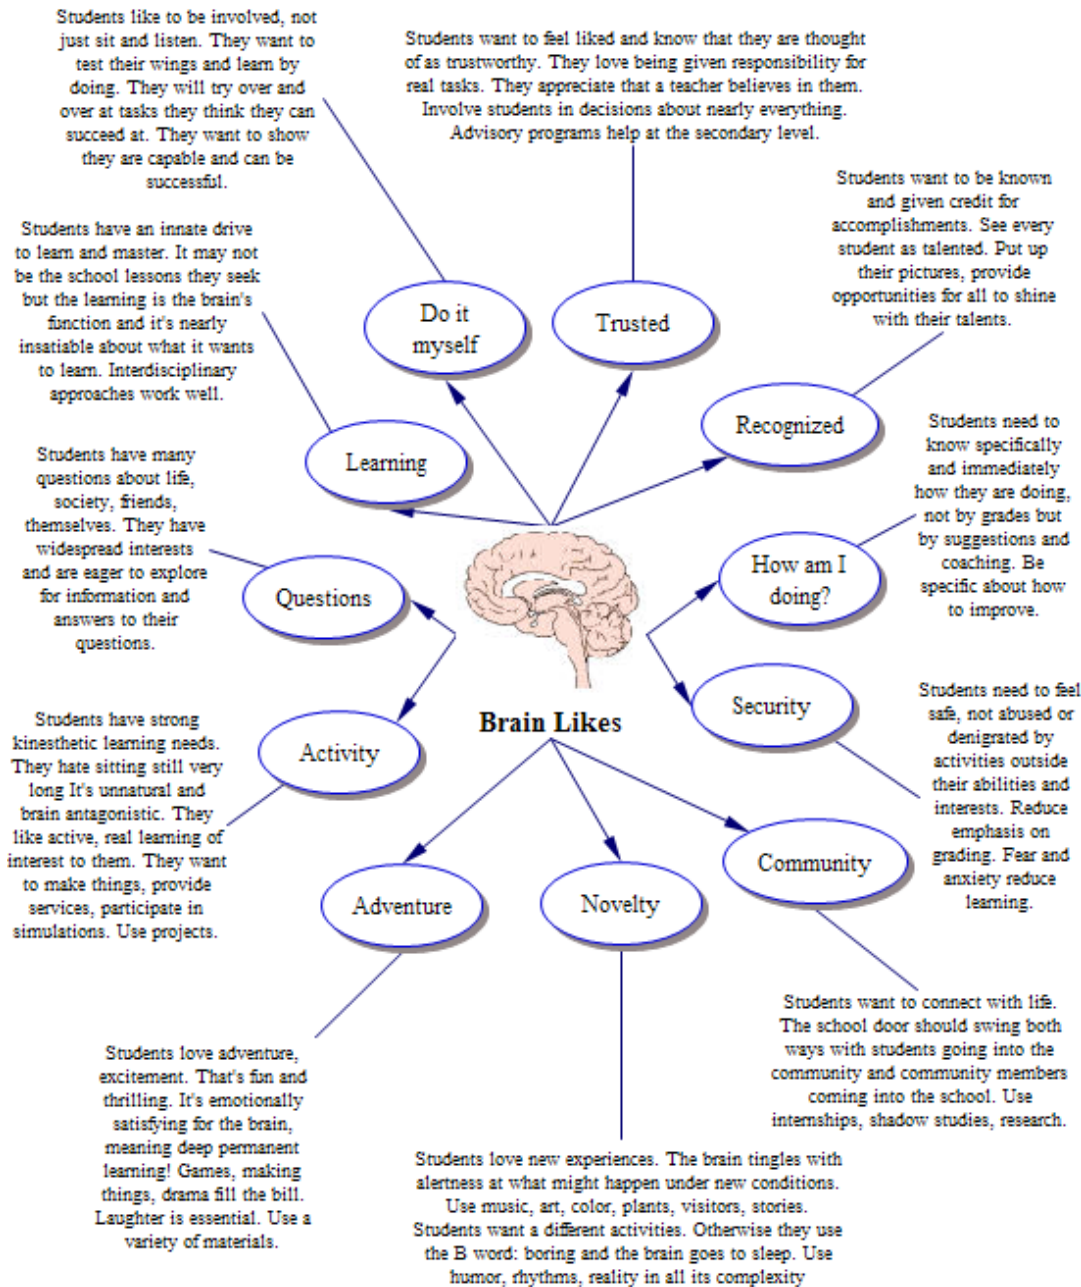 Students like to be involved, not
just sit and listen. They want to
test their wings and learn by
doing. They will try over and
over at tasks they think they can
succeed at. They want to show
they are capable and can be
successful.
Students want to feel liked and know that they are thought
of as trustworthy. They love being given responsibility for
real tasks. They appreciate that a teacher believes in them.
Involve students in decisions about nearly everything.
Advisory programs help at the secondary level.
Students want to be known
and given credit for
accomplishments. See every
student as talented. Put up
their pictures, provide
opportunities for all to shine
with their talents.
Students have an innate drive
to learn and master. It may not
be the school lessons they seek
but the learning is the brain's
function and it's nearly
insatiable about what it wants
to learn. Interdisciplinary
approaches work well.
Do it
myself
Trusted
Recognized
Learning
Students need to
know specifically
and immediately
how they are doing,
not by grades but
by suggestions and
coaching. Be
specific about how
to improve.
Students have many
questions about life,
society, friends,
themselves. They have
widespread interests
and are eager to explore
for information and
answers to their
questions.
Questions
How am I
doing?
Security
Brain Likes
Activity
Students need to feel
safe, not abused or
denigrated by
activities outside
their abilities and
interests. Reduce
emphasis on
grading. Fear and
anxiety reduce
learning.
Students have strong
kinesthetic learning needs.
They hate sitting still very
long It's unnatural and
brain antagonistic. They
like active, real learning of
interest to them. They want
to make things, provide
services, participate in
simulations. Use projects.
Community
Adventure
Novelty
Students want to connect with life.
The school door should swing both
ways with students going into the
community and community members
coming into the school. Use
internships, shadow studies, research.
Students love adventure,
excitement. That's fun and
thrilling. It's emotionally
satisfying for the brain,
meaning deep permanent
learning! Games, making
things, drama fill the bill.
Laughter is essential. Use a
variety of materials.
Students love new experiences. The brain tingles with
alertness at what might happen under new conditions.
Use music, art, color, plants, visitors, stories.
Students want a different activities. Otherwise they use
the B word: boring and the brain goes to sleep. Use
humor, rhythms, reality in all its complexity